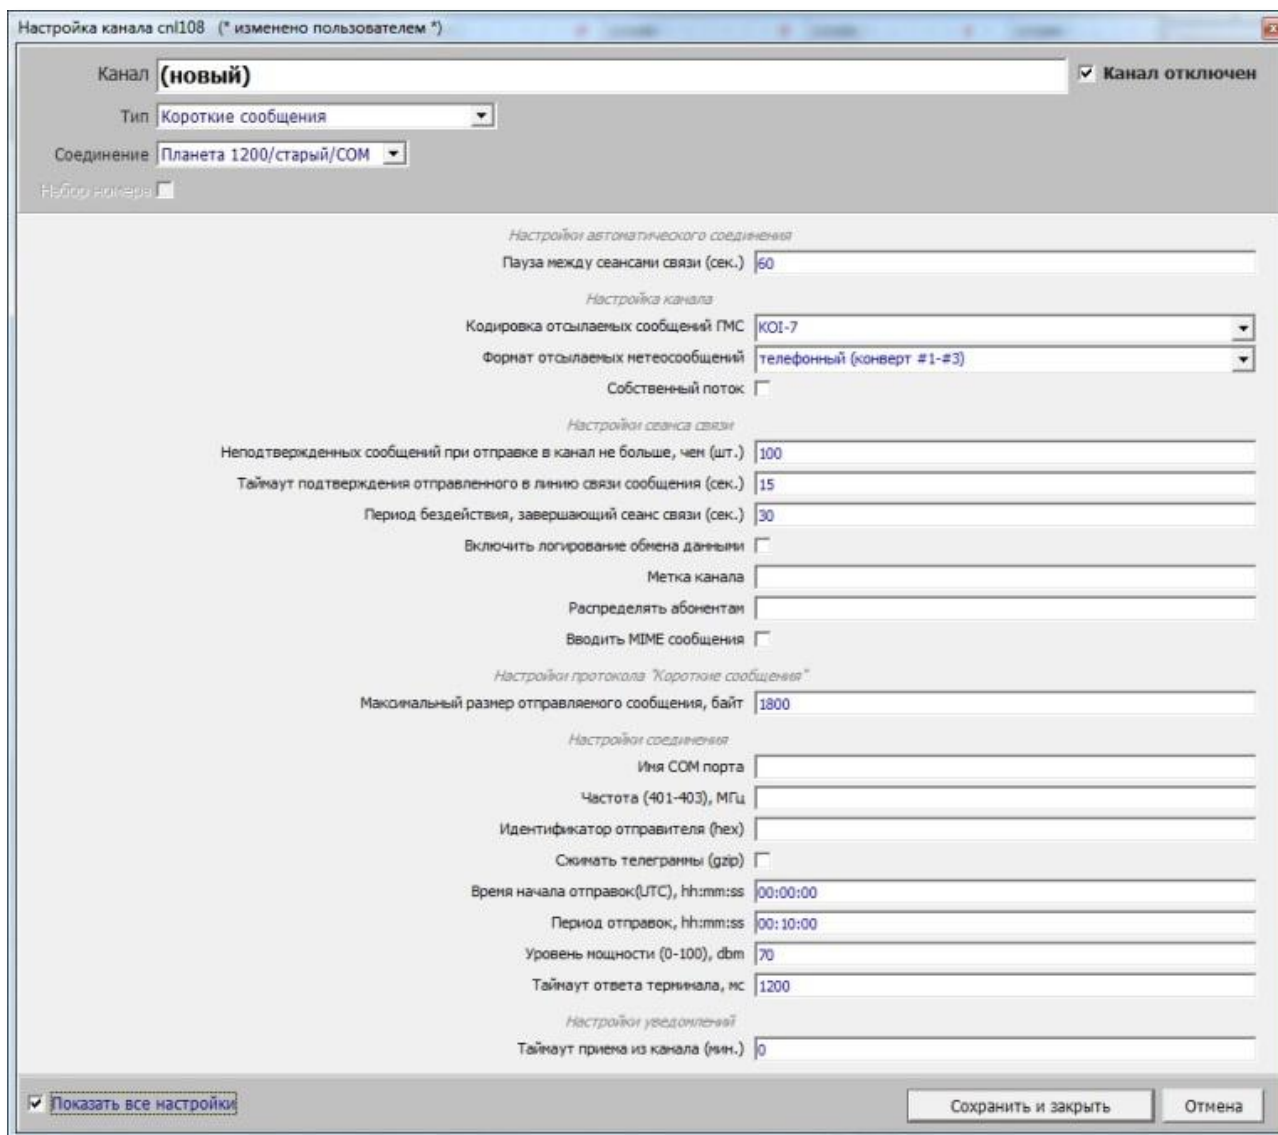 Настройка канала cnl108 (* изменено пользователем *)
Канал (новый) Канал отключен
Тип Короткие сообщения
Соединение Планета 1200/старый/COM
Набор номера
Настройки автоматического соединения
Пауза между сеансами связи (сек.) 60
Настройка канала
Кодировка отсылаемых сообщений ГМС KOI-7
Формат отсылаемых метеосообщений телефонный (конверт #1-#3)
Собственный поток
Настройки сеанса связи
Неподтвержденных сообщений при отправке в канал не больше, чем (шт.) 100
Таймаут подтверждения отправленного в линию связи сообщения (сек.) 15
Период бездействия, завершающий сеанс связи (сек.) 30
Включить логирование обмена данными
Метка канала
Распределять абонентам
Вводить MIME сообщения
Настройки протокола "Короткие сообщения"
Максимальный размер отправляемого сообщения, байт 1800
Настройки соединения
Имя COM порта
Частота (401-403), МГц
Идентификатор отправителя (hex)
Сжимать телеграммы (gzip)
Время начала отправок(UTC), hh:mm:ss 00:00:00
Период отправок, hh:mm:ss 00:10:00
Уровень мощности (0-100), dbm 70
Таймаут ответа терминала, мс 1200
Настройки уведомлений
Таймаут приема из канала (мин.) 0
Показать все настройки Сохранить и закрыть Отмена